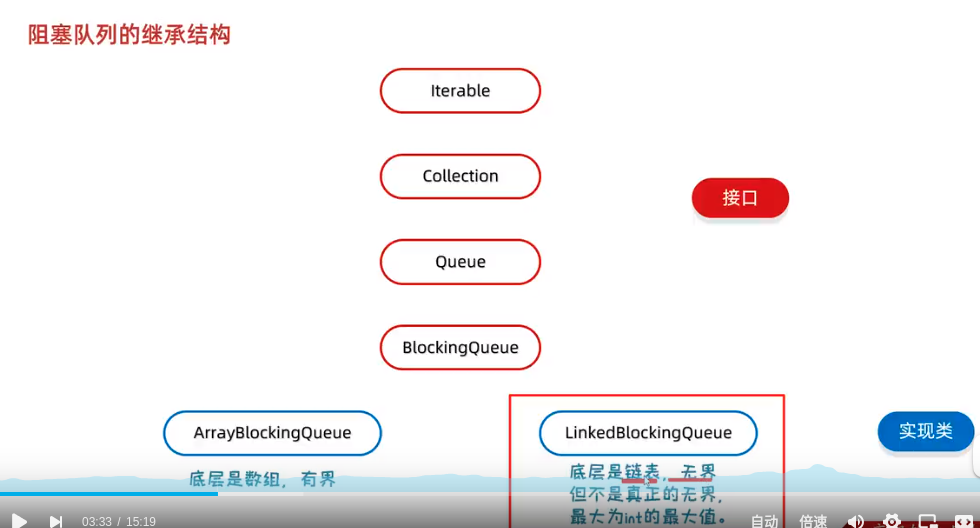 阻塞队列的继承结构
Iterable
Collection
接口
Queue
BlockingQueue
ArrayBlockingQueue
LinkedBlockingQueue
实现类
底层是数组，有界
底层是链表，无界
但不是真正的无界，
最大为int的最大值。
03:33 / 15:19
自动
倍速